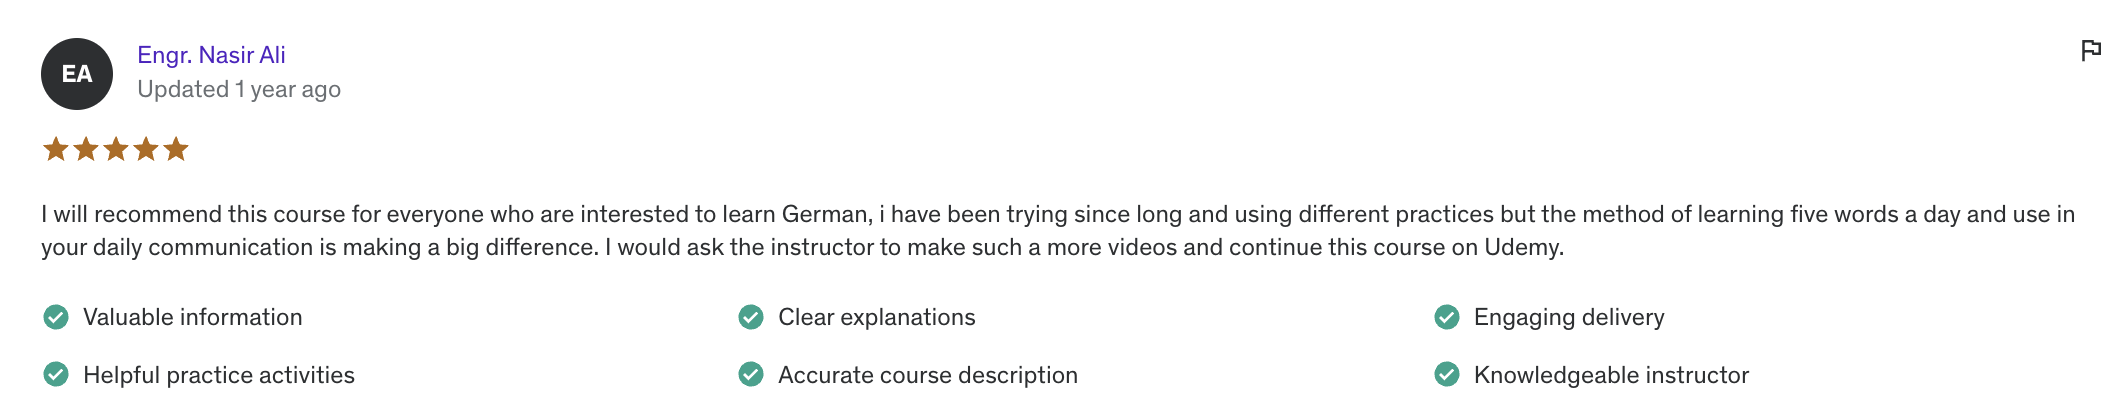 EA
Engr. Nasir Ali
Updated 1 year ago
I will recommend this course for everyone who are interested to learn German, i have been trying since long and using different practices but the method of learning five words a day and use in
your daily communication is making a big difference. I would ask the instructor to make such a more videos and continue this course on Udemy.
Valuable information
Clear explanations
Engaging delivery
Helpful practice activities
Accurate course description
Knowledgeable instructor